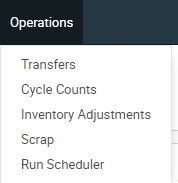 Operations
Transfers
Cycle Counts
Inventory Adjustments
Scrap
Run Scheduler